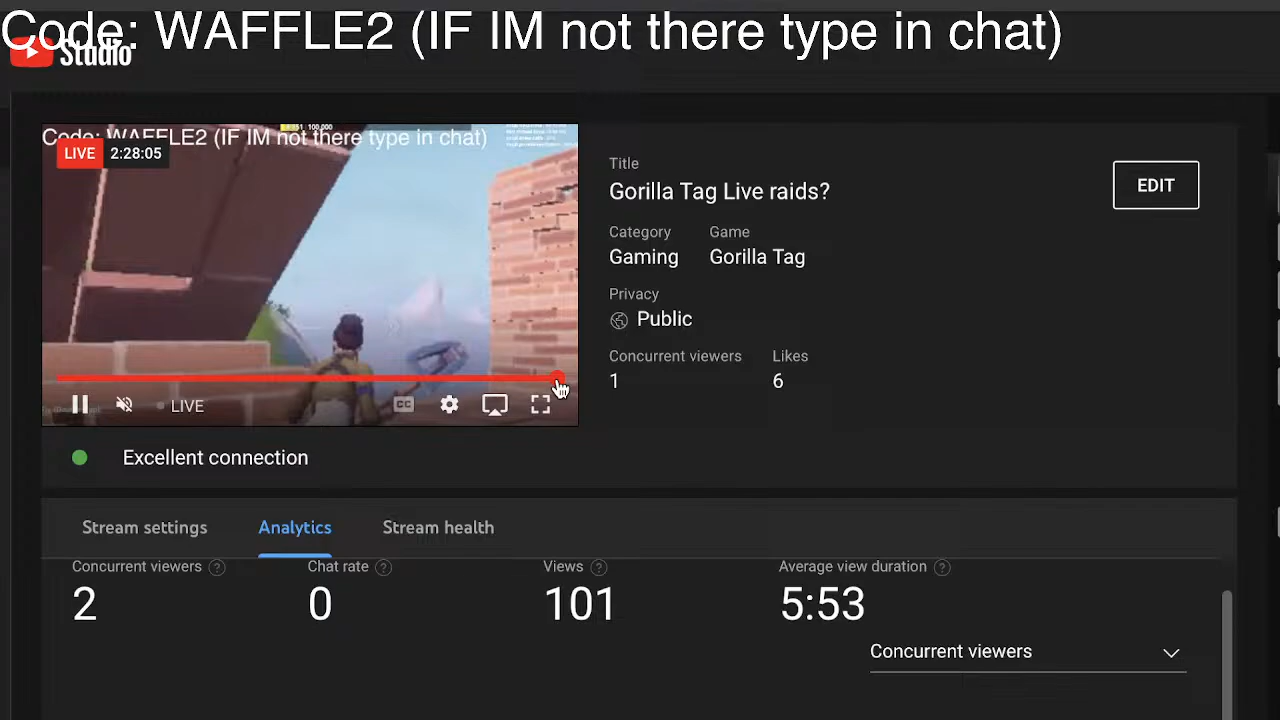 Code: WAFFLE2 (IF IM not there type in chat)
Studio
Code: WAFFLE2 (IF IM not there type in chat)
LIVE 2:28:05
Title
Gorilla Tag Live raids?
EDIT
Category Game
Gaming Gorilla Tag
Privacy
Public
Concurrent viewers Likes
1 6
LIVE CC
Excellent connection
Stream settings Analytics Stream health
Concurrent viewers ? Chat rate ? Views ? Average view duration ?
2 0 101 5:53
Concurrent viewers